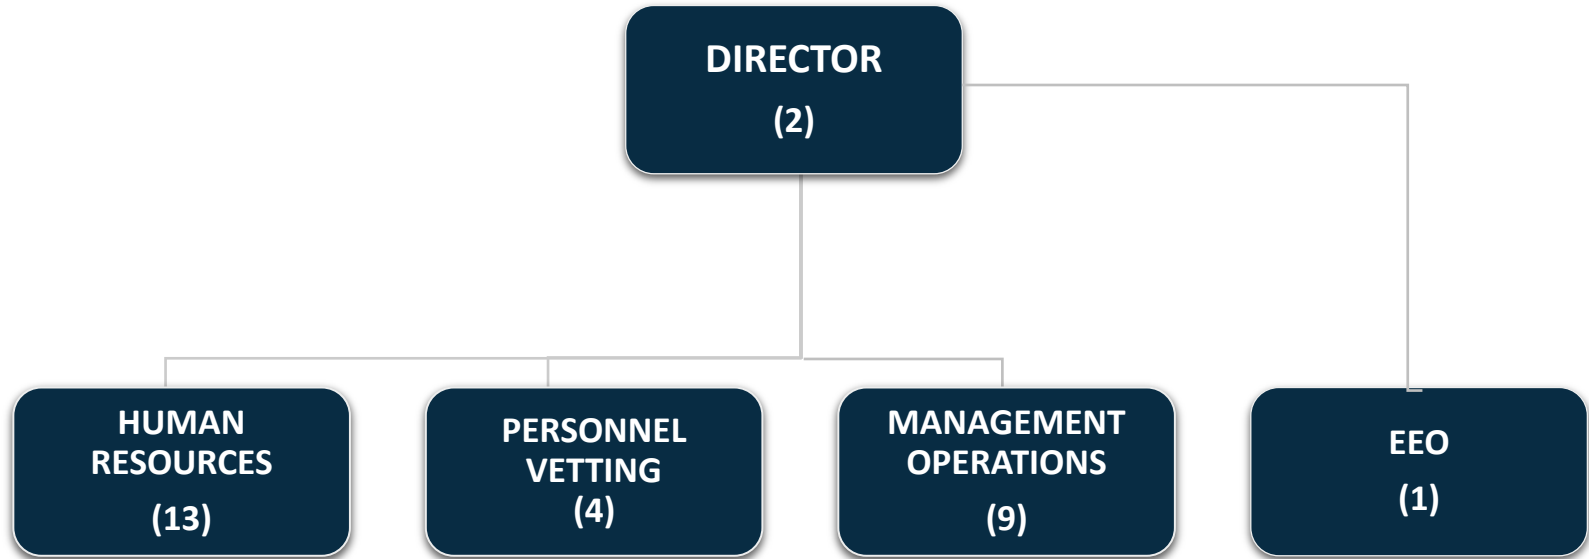 DIRECTOR
(2)
HUMAN
RESOURCES
(13)
PERSONNEL
VETTING
(4)
MANAGEMENT
OPERATIONS
(9)
EEO
(1)